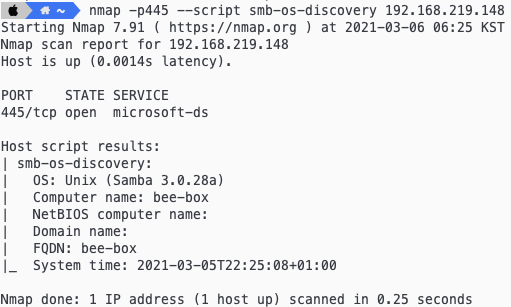 ~ nmap -p445 --script smb-os-discovery 192.168.219.148
Starting Nmap 7.91 ( https://nmap.org ) at 2021-03-06 06:25 KST
Nmap scan report for 192.168.219.148
Host is up (0.0014s latency).

PORT    STATE SERVICE
445/tcp open  microsoft-ds

Host script results:
| smb-os-discovery:
|   OS: Unix (Samba 3.0.28a)
|   Computer name: bee-box
|   NetBIOS computer name:
|   Domain name:
|   FQDN: bee-box
|_  System time: 2021-03-05T22:25:08+01:00

Nmap done: 1 IP address (1 host up) scanned in 0.25 seconds